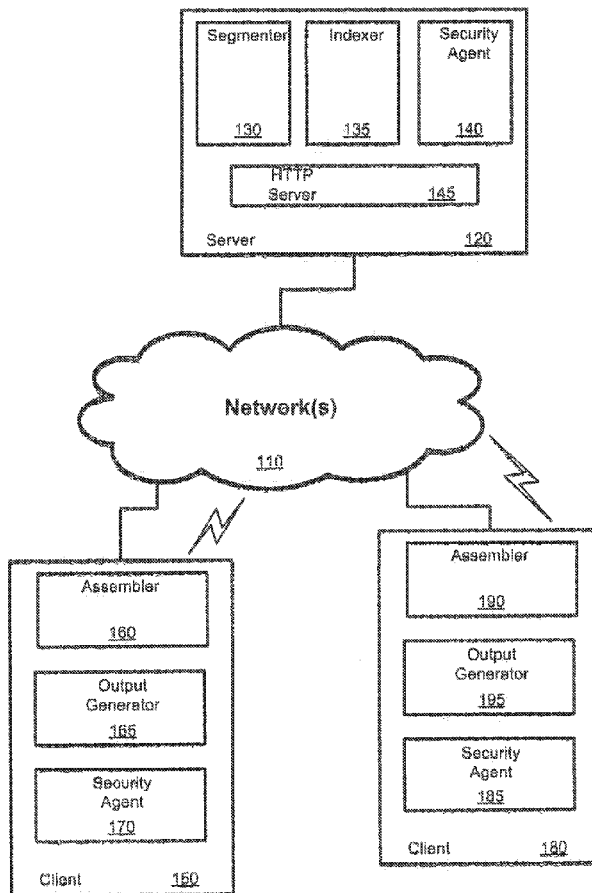 Segmenter
130
Indexer
135
Security
Agent
140
HTTP
Server
145
Server
120
Network(s)
110
Assembler
160
Output
Generator
165
Security
Agent
170
Client
150
Assembler
190
Output
Generator
195
Security
Agent
185
Client
180